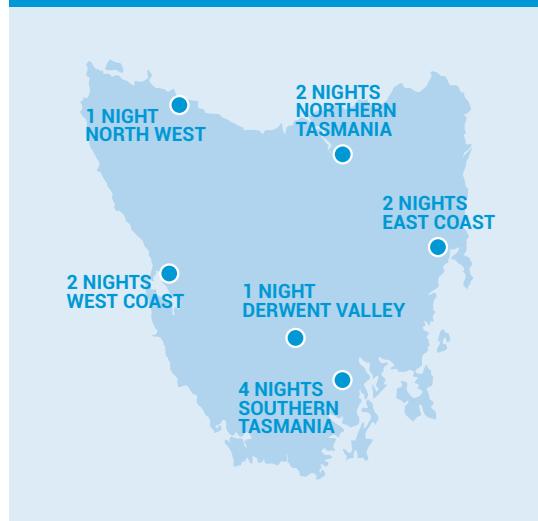 1 NIGHT
NORTH WEST
2 NIGHTS
NORTHERN
TASMANIA
2 NIGHTS
EAST COAST
2 NIGHTS
WEST COAST
1 NIGHT
DERWENT VALLEY
4 NIGHTS
SOUTHERN
TASMANIA